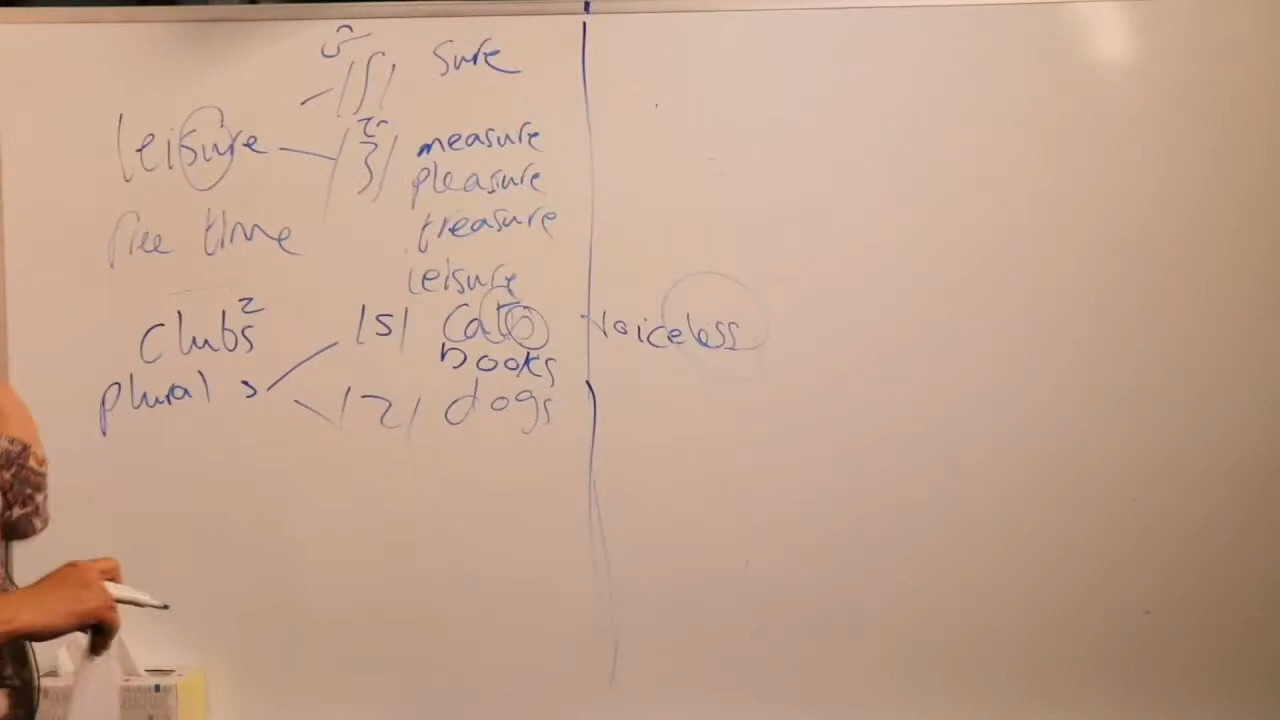 /ʃ/ sure
leisure /ʒ/ measure
pleasure
free time treasure
leisure
clubs /s/ cats voiceless
books
plural s /z/ dogs